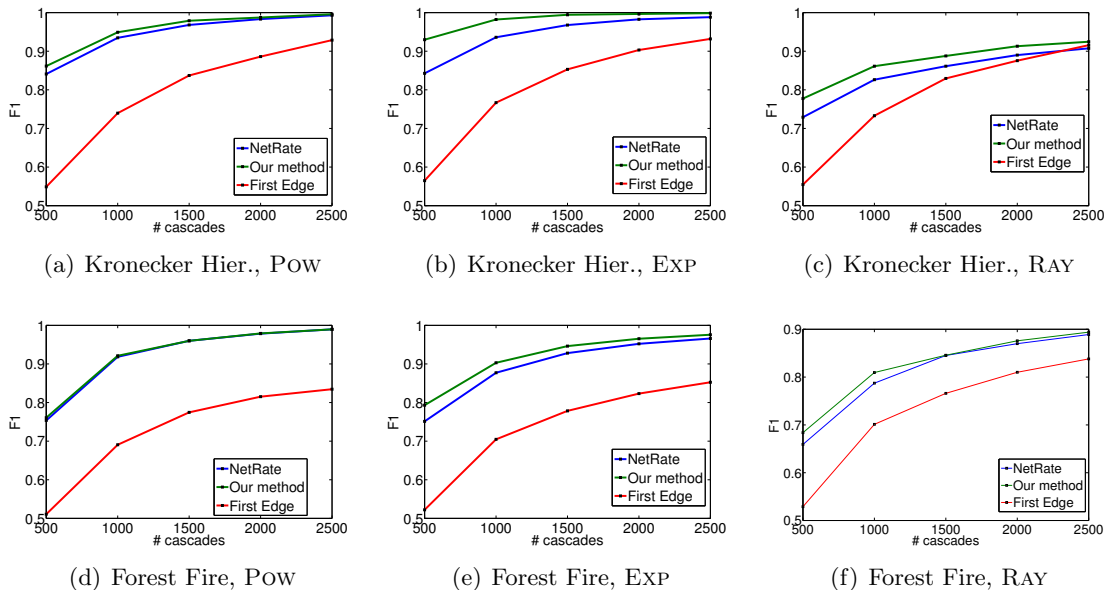 1
0.9
0.8
0.7
0.6
0.5
F1
500 1000 1500 2000 2500
# cascades
NetRate
Our method
First Edge
(a) Kronecker Hier., POW
1
0.9
0.8
0.7
0.6
0.5
F1
500 1000 1500 2000 2500
# cascades
NetRate
Our method
First Edge
(b) Kronecker Hier., EXP
1
0.9
0.8
0.7
0.6
0.5
F1
500 1000 1500 2000 2500
# cascades
NetRate
Our method
First Edge
(c) Kronecker Hier., RAY
1
0.9
0.8
0.7
0.6
0.5
F1
500 1000 1500 2000 2500
# cascades
NetRate
Our method
First Edge
(d) Forest Fire, POW
1
0.9
0.8
0.7
0.6
0.5
F1
500 1000 1500 2000 2500
# cascades
NetRate
Our method
First Edge
(e) Forest Fire, EXP
0.9
0.8
0.7
0.6
0.5
F1
500 1000 1500 2000 2500
# cascades
NetRate
Our method
First Edge
(f) Forest Fire, RAY